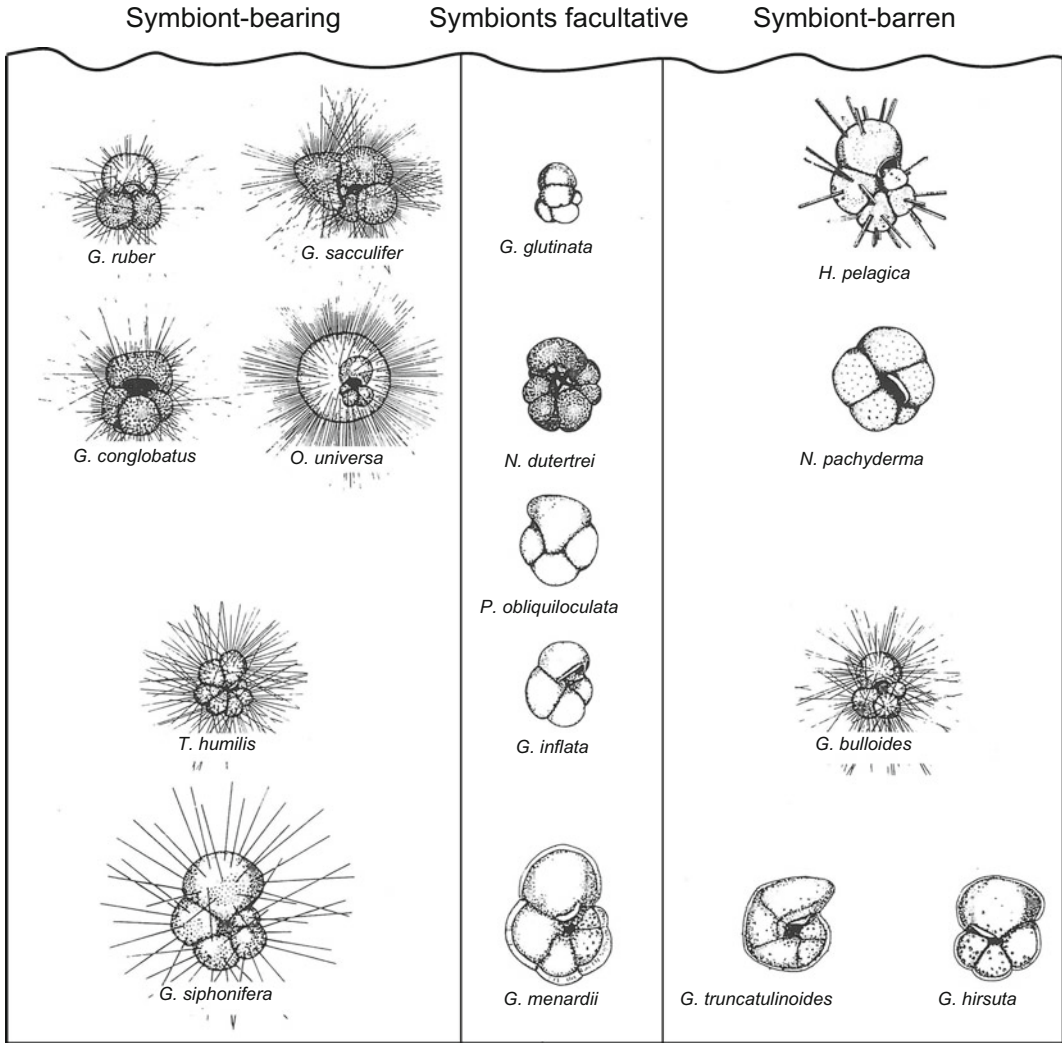 Symbiont-bearing
Symbionts facultative
Symbiont-barren
G. ruber
G. sacculifer
G. glutinata
H. pelagica
G. conglobatus
O. universa
N. dutertrei
N. pachyderma
P. obliquiloculata
T. humilis
G. inflata
G. bulloides
G. siphonifera
G. menardii
G. truncatulinoides
G. hirsuta